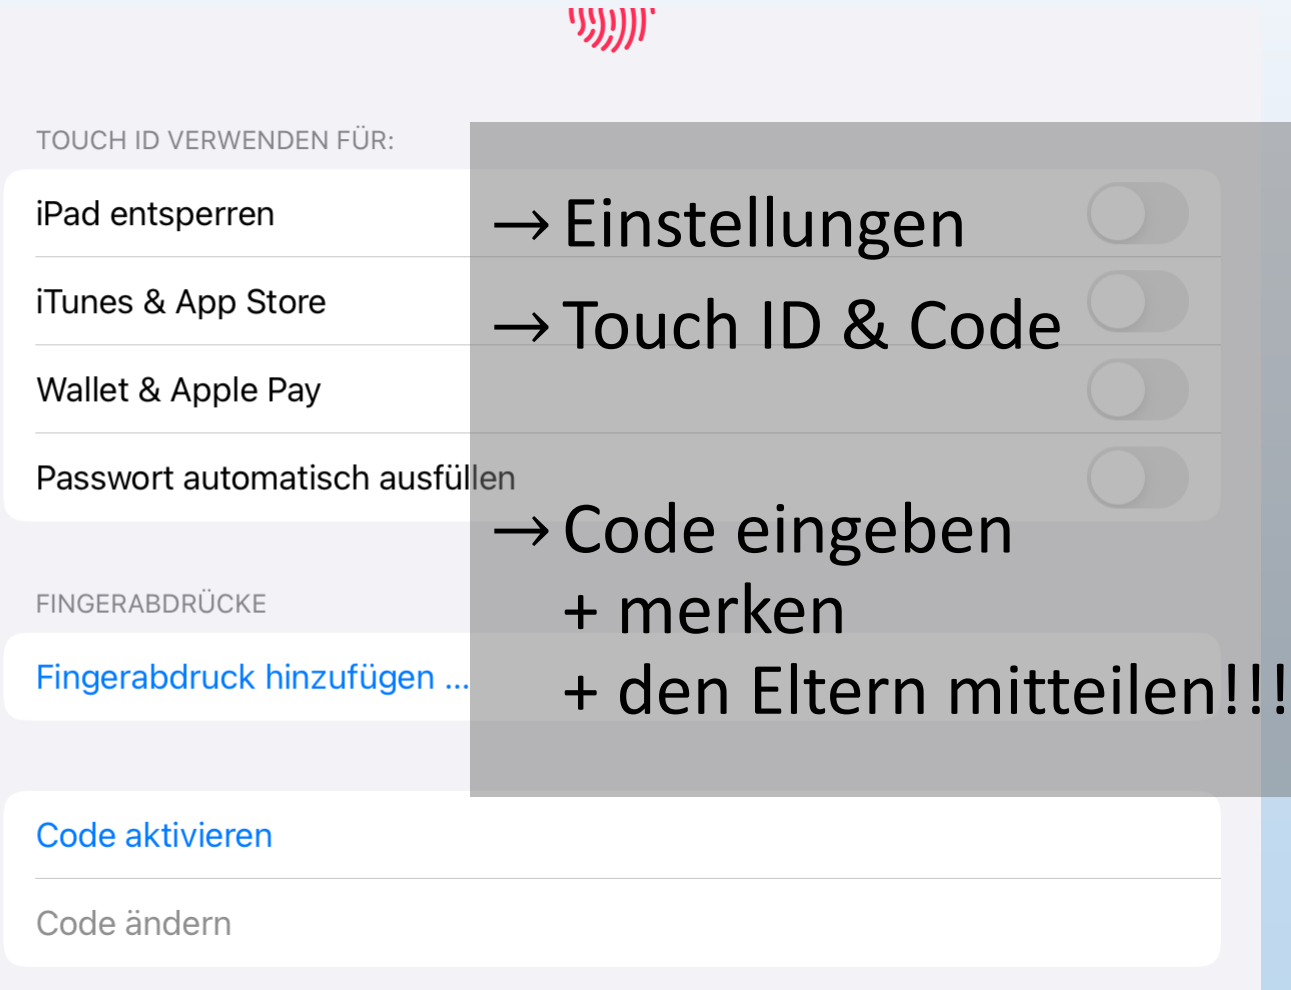 TOUCH ID VERWENDEN FÜR:
iPad entsperren
iTunes & App Store
Wallet & Apple Pay
Passwort automatisch ausfüllen
→ Einstellungen
→ Touch ID & Code
→ Code eingeben
+ merken
+ den Eltern mitteilen!!!
FINGERABDRÜCKE
Fingerabdruck hinzufügen ...
Code aktivieren
Code ändern